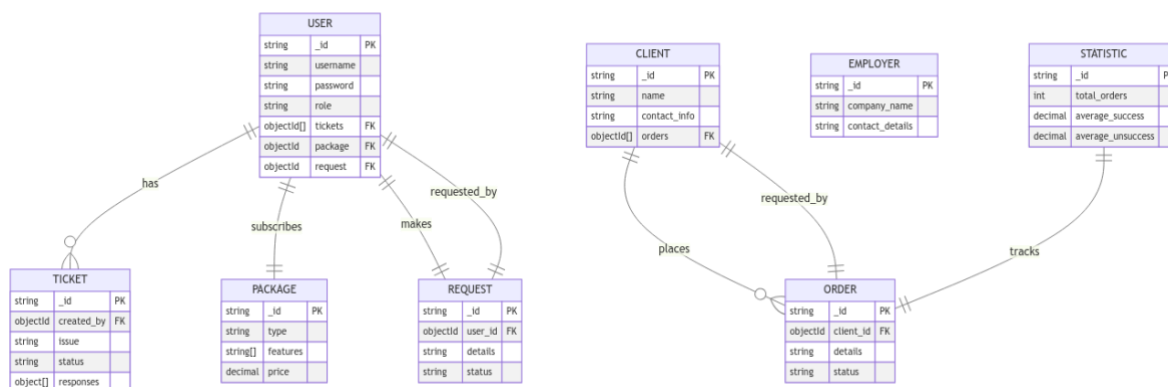 USER
string _id PK
string username
string password
string role
objectId[] tickets FK
objectId package FK
objectId request FK
has
subscribes
makes
requested_by
TICKET
string _id PK
objectId created_by FK
string issue
string status
object[] responses
PACKAGE
string _id PK
string type
string[] features
decimal price
REQUEST
string _id PK
objectId user_id FK
string details
string status
CLIENT
string _id PK
string name
string contact_info
objectId[] orders FK
EMPLOYER
string _id PK
string company_name
string contact_details
STATISTIC
string _id
int total_orders
decimal average_success
decimal average_unsuccess
requested_by
places
tracks
ORDER
string _id PK
objectId client_id FK
string details
string status